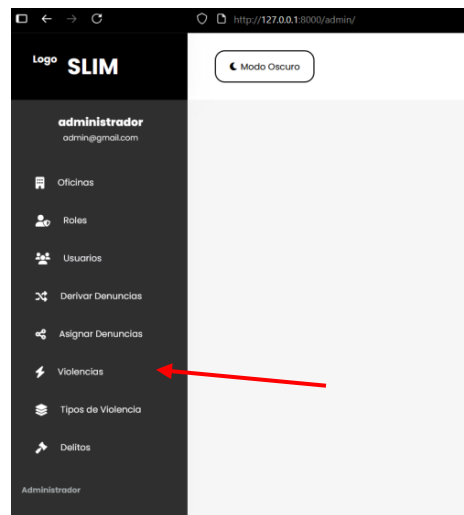 http://127.0.0.1:8000/admin/
Logo SLIM
Modo Oscuro
administrador
admin@gmail.com
Oficinas
Roles
Usuarios
Derivar Denuncias
Asignar Denuncias
Violencias
Tipos de Violencia
Delitos
Administrador